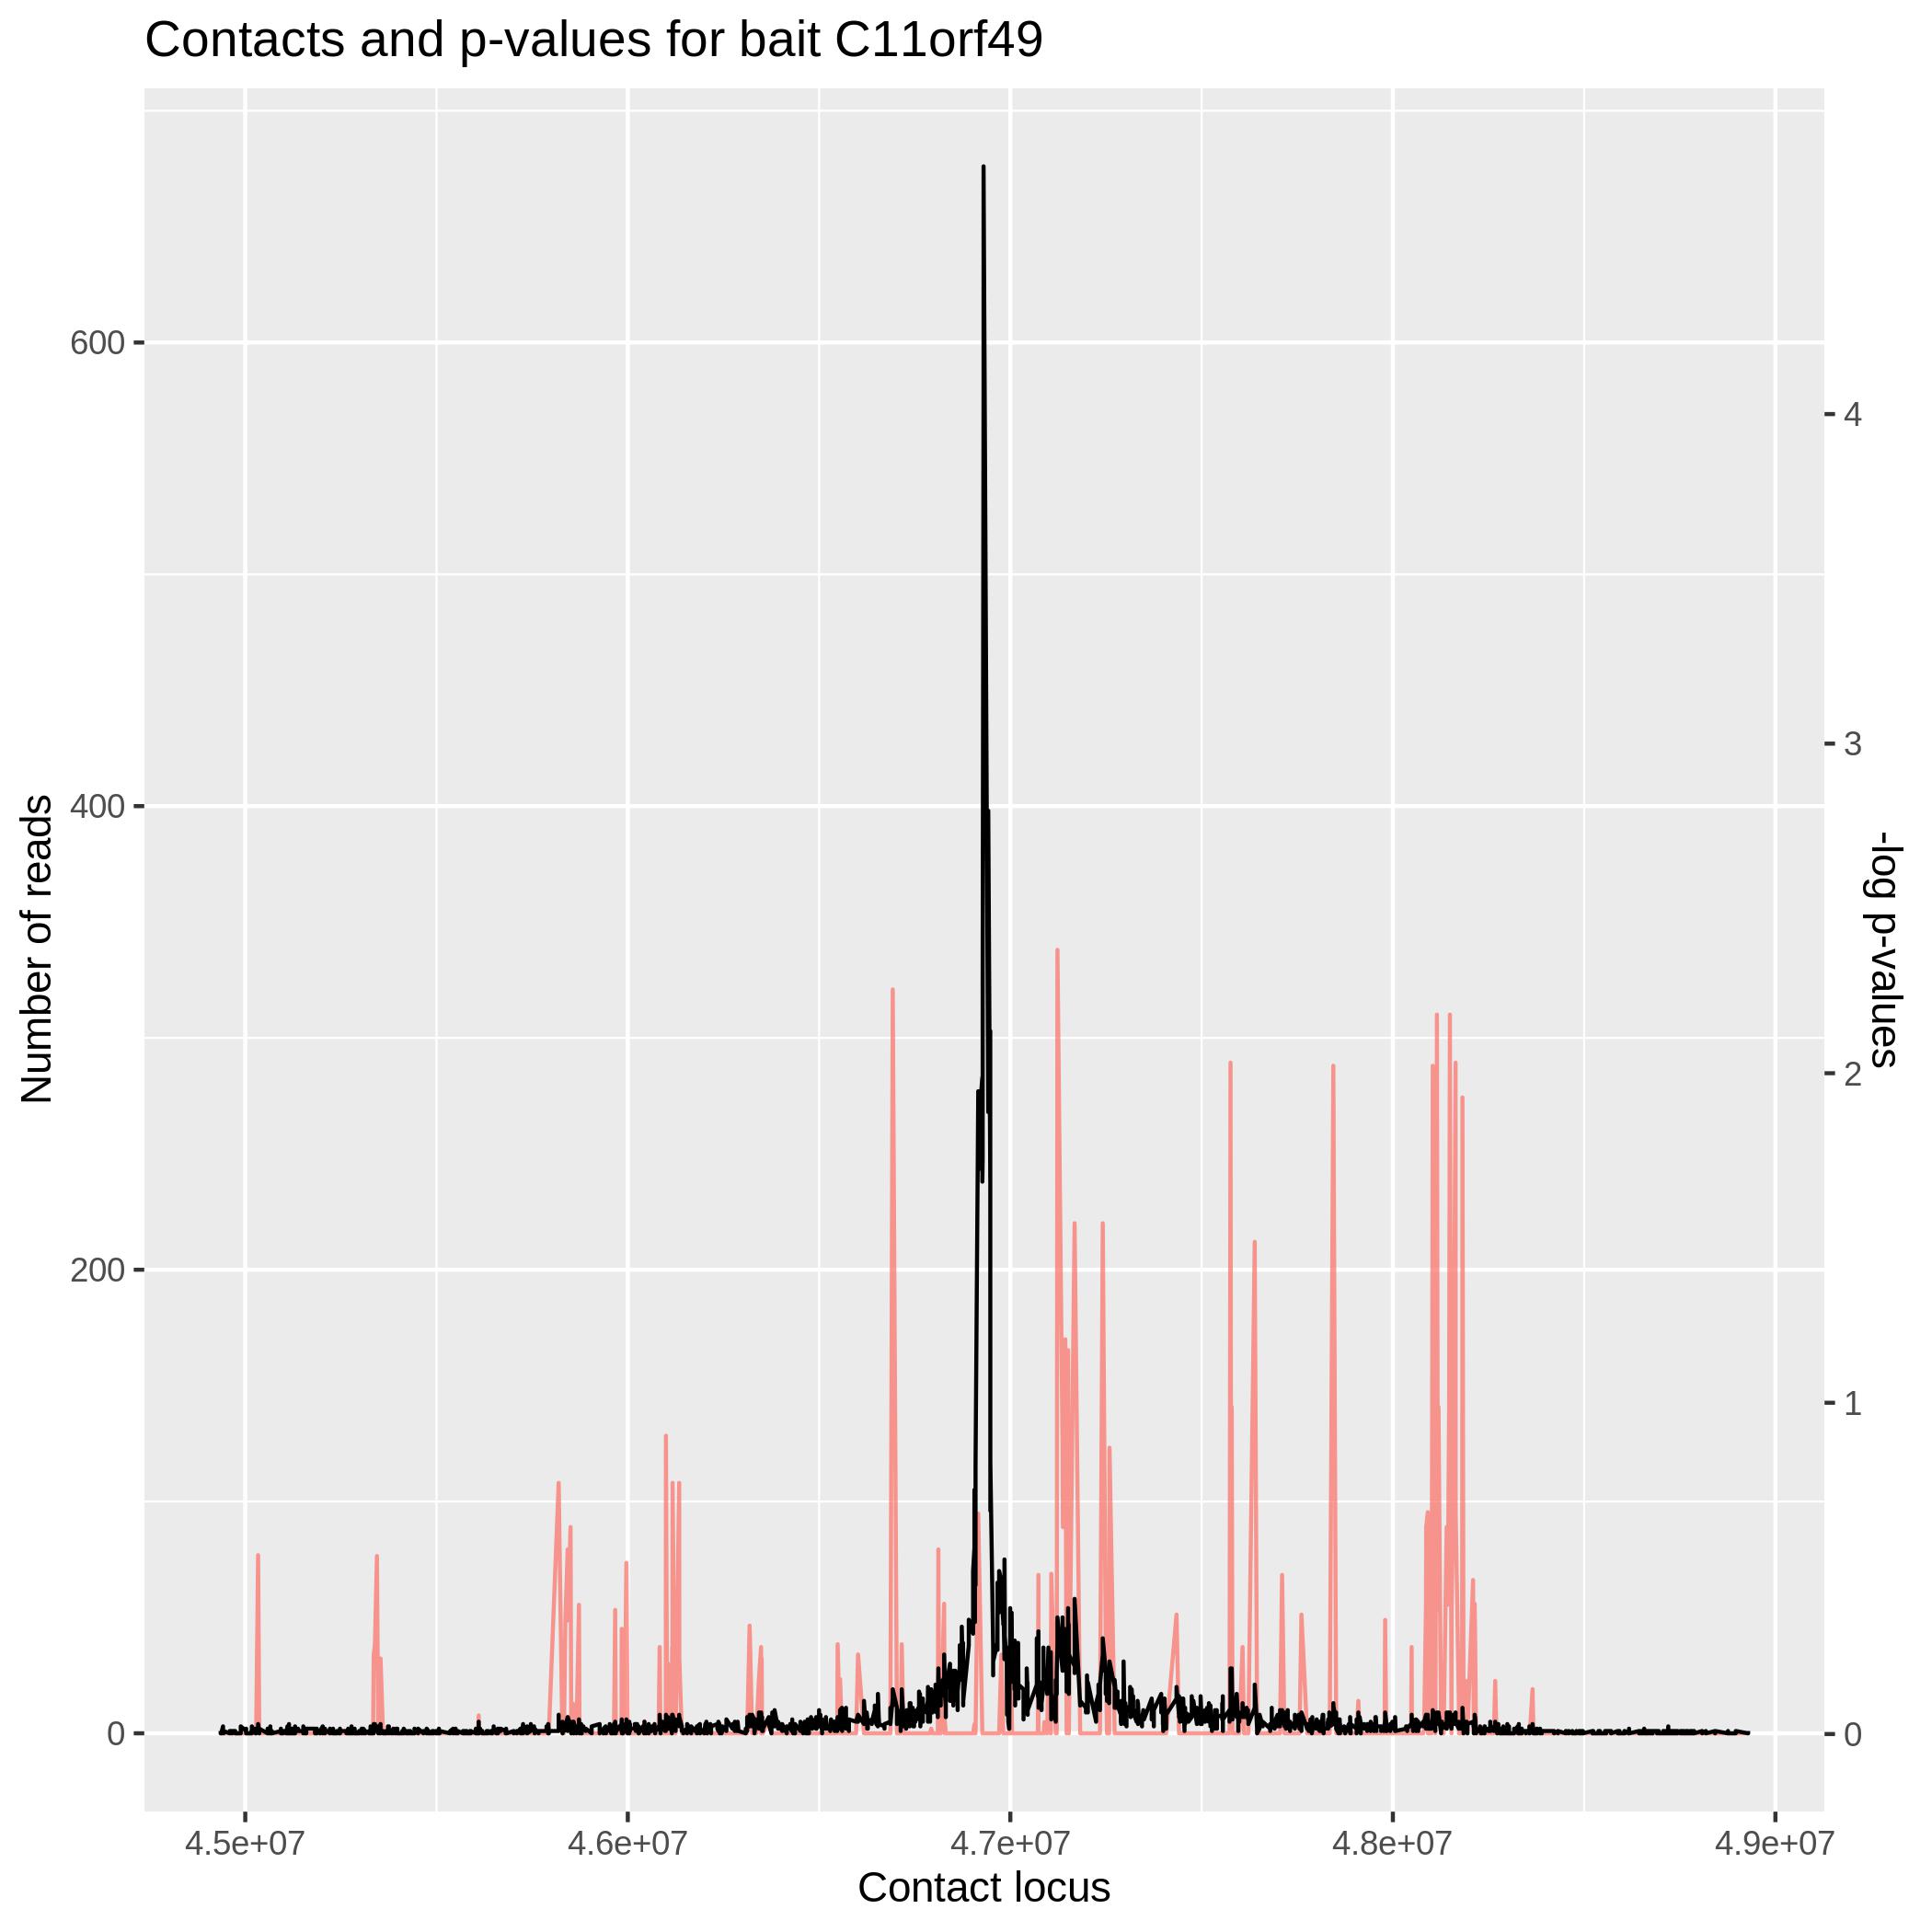 Contacts and p-values for bait C11orf49
Number of reads
600
400
200
0
4
3
2
1
0
-log p-values
4.5e+07 4.6e+07 4.7e+07 4.8e+07 4.9e+07
Contact locus